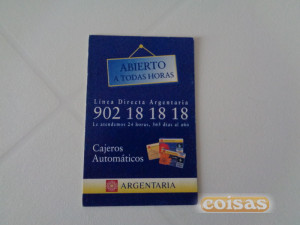 ABIERTO
A TODAS HORAS
Línea Directa Argentaria
902 18 18 18
Le atendemos 24 horas, 365 días al año
Cajeros
Automáticos
ARGENTARIA
coisas